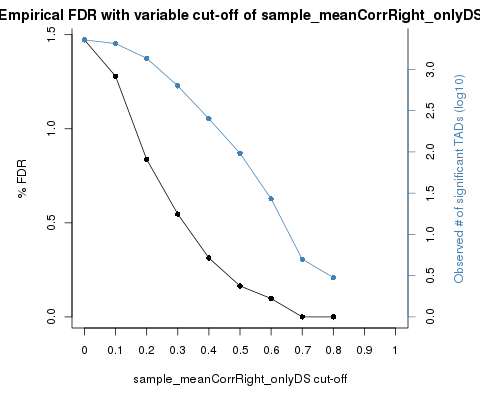 Empirical FDR with variable cut-off of sample_meanCorrRight_onlyDS
% FDR
1.5
1.0
0.5
0.0
0 0.1 0.2 0.3 0.4 0.5 0.6 0.7 0.8 0.9 1
sample_meanCorrRight_onlyDS cut-off
3.0
2.5
2.0
1.5
1.0
0.5
0.0
Observed # of significant TADs (log10)